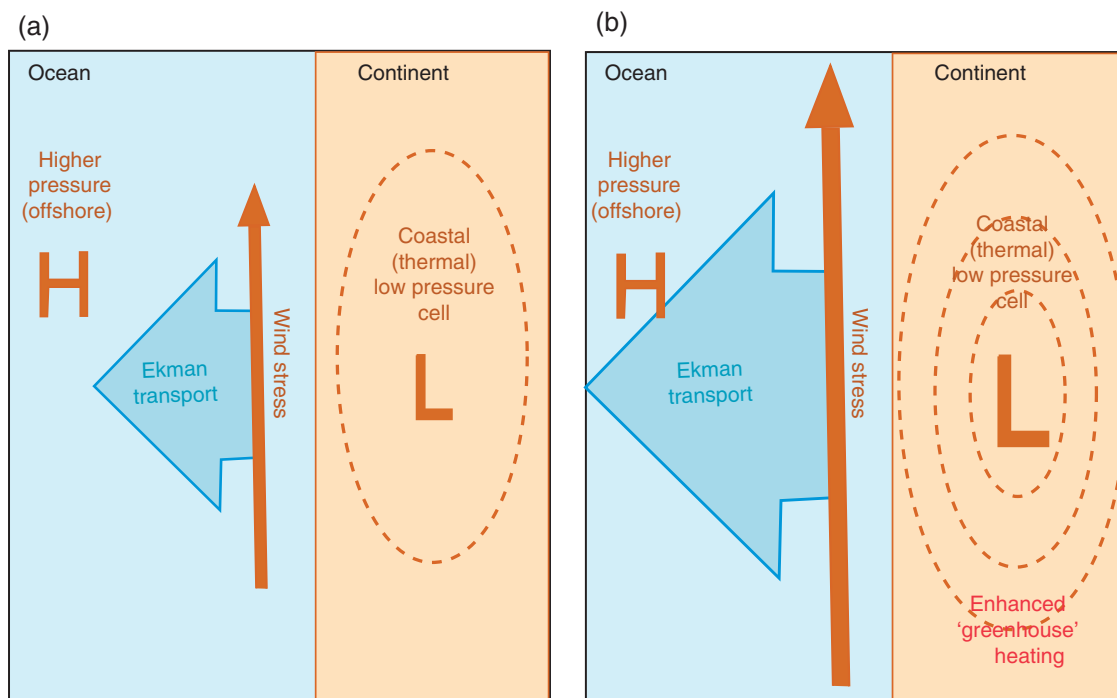 (a)
Ocean
Continent
Higher
pressure
(offshore)
H
Coastal
(thermal)
low pressure
cell
L
Ekman
transport
Wind stress
(b)
Ocean
Continent
Higher
pressure
(offshore)
H
Coastal
(thermal)
low pressure
cell
L
Ekman
transport
Wind stress
Enhanced
‘greenhouse’
heating